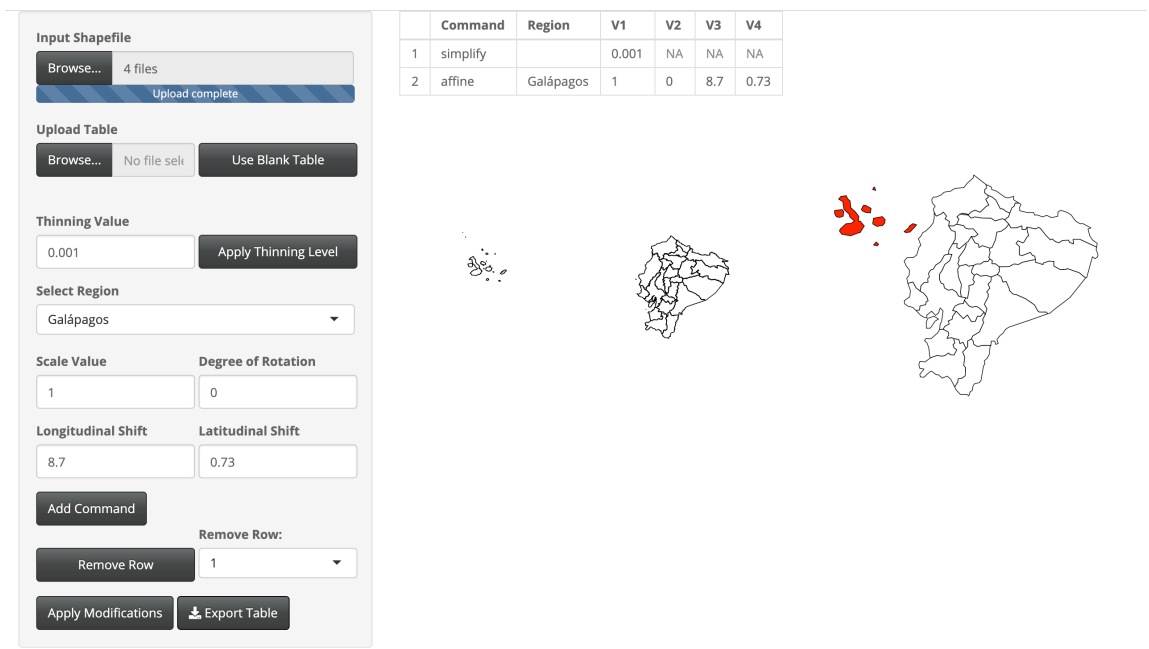 Input Shapefile
Browse... 4 files
Upload complete
Upload Table
Browse... No file sele Use Blank Table
Thinning Value
0.001 Apply Thinning Level
Select Region
Galápagos
Scale Value Degree of Rotation
1 0
Longitudinal Shift Latitudinal Shift
8.7 0.73
Add Command
Remove Row:
Remove Row 1
Apply Modifications Export Table
Command Region V1 V2 V3 V4
1 simplify 0.001 NA NA NA
2 affine Galápagos 1 0 8.7 0.73